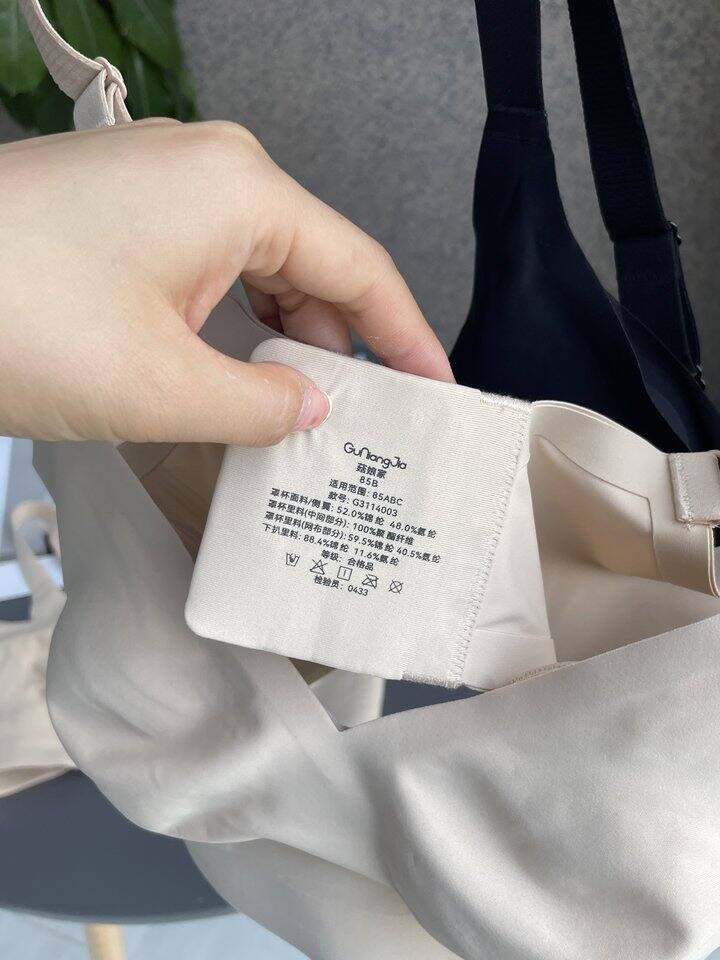 GuNiangJia
菇娘家
85B
适用范围: 85ABC
款号: G3114003
罩杯面料/侧翼: 52.0%锦纶 48.0%氨纶
罩杯里料(中间部分): 100%聚酯纤维
罩杯里料(网布部分): 59.5%锦纶 40.5%氨纶
下扒里料: 88.4%锦纶 11.6%氨纶
等级: 合格品
检验员: 0433